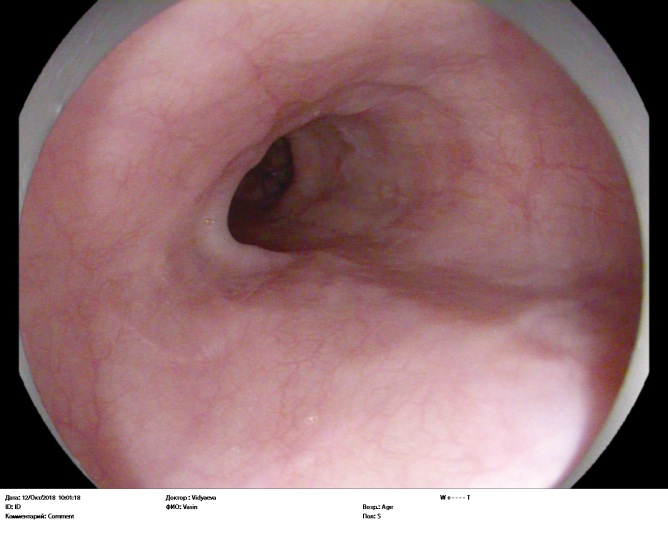 Дата: 12/Окт/2018 10:01:18 Доктор: Vidyaeva W+----T
ID: ID ФИО: Vasin Возр.: Age
Комментарий: Comment Пол: S